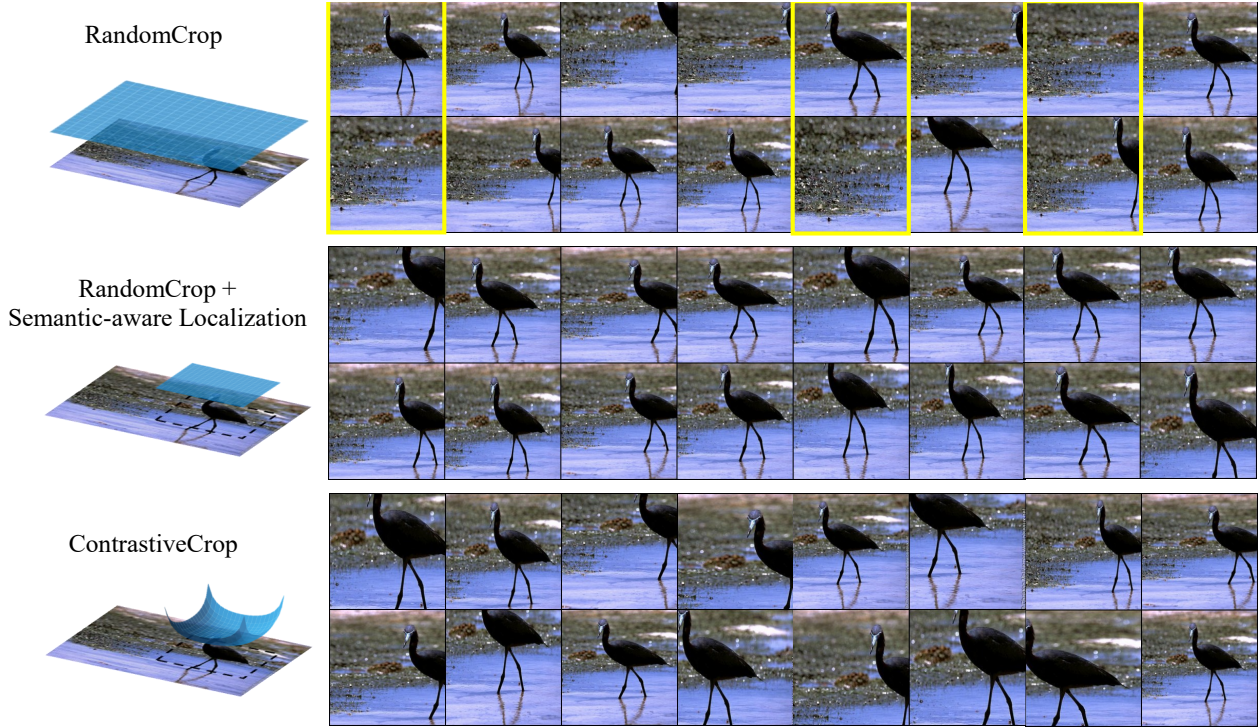 RandomCrop
RandomCrop +
Semantic-aware Localization
ContrastiveCrop